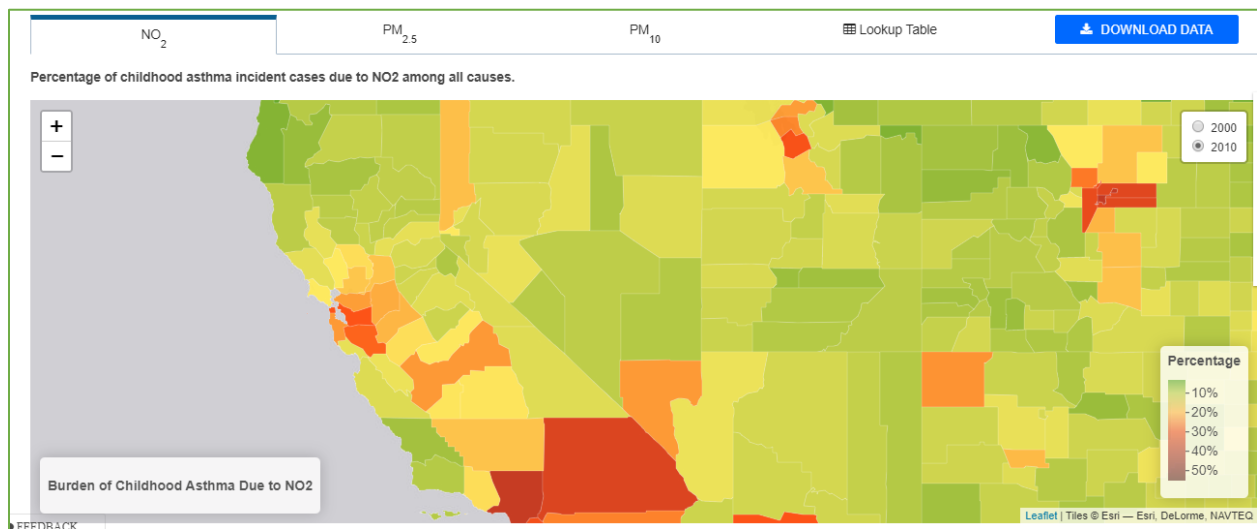 NO2
PM2.5
PM10
Lookup Table
DOWNLOAD DATA
Percentage of childhood asthma incident cases due to NO2 among all causes.
+
−
2000
2010
Percentage
10%
20%
30%
40%
50%
Burden of Childhood Asthma Due to NO2
Leaflet | Tiles © Esri — Esri, DeLorme, NAVTEQ
FEEDBACK